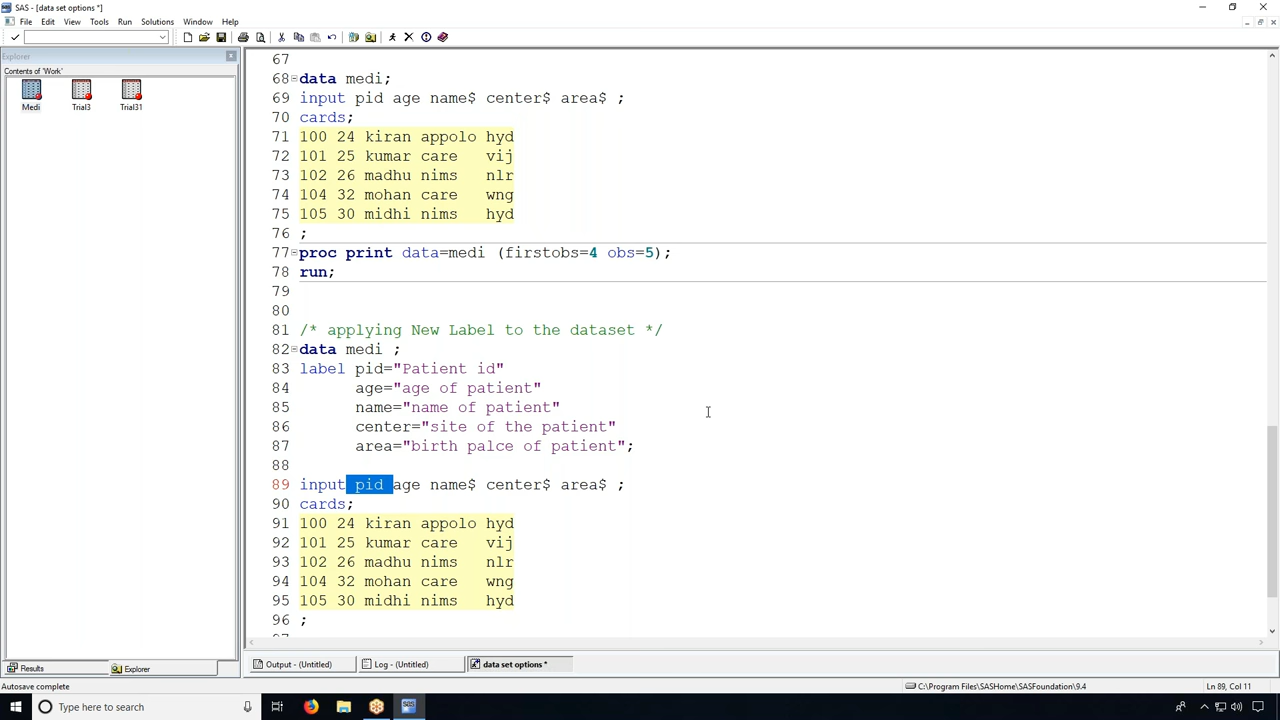 SAS - [data set options *]
File Edit View Tools Run Solutions Window Help
Explorer
Contents of 'Work'
Medi Trial3 Trial31
67
68 data medi;
69 input pid age name$ center$ area$ ;
70 cards;
71 100 24 kiran appolo hyd
72 101 25 kumar care vij
73 102 26 madhu nims nlr
74 104 32 mohan care wng
75 105 30 midhi nims hyd
76 ;
77 proc print data=medi (firstobs=4 obs=5);
78 run;
79
80
81 /* applying New Label to the dataset */
82 data medi ;
83 label pid="Patient id"
84 age="age of patient"
85 name="name of patient"
86 center="site of the patient"
87 area="birth palce of patient";
88
89 input pid age name$ center$ area$ ;
90 cards;
91 100 24 kiran appolo hyd
92 101 25 kumar care vij
93 102 26 madhu nims nlr
94 104 32 mohan care wng
95 105 30 midhi nims hyd
96 ;
Results Explorer Output - (Untitled) Log - (Untitled) data set options *
Autosave complete C:\Program Files\SASHome\SASFoundation\9.4 Ln 89, Col 11
Type here to search